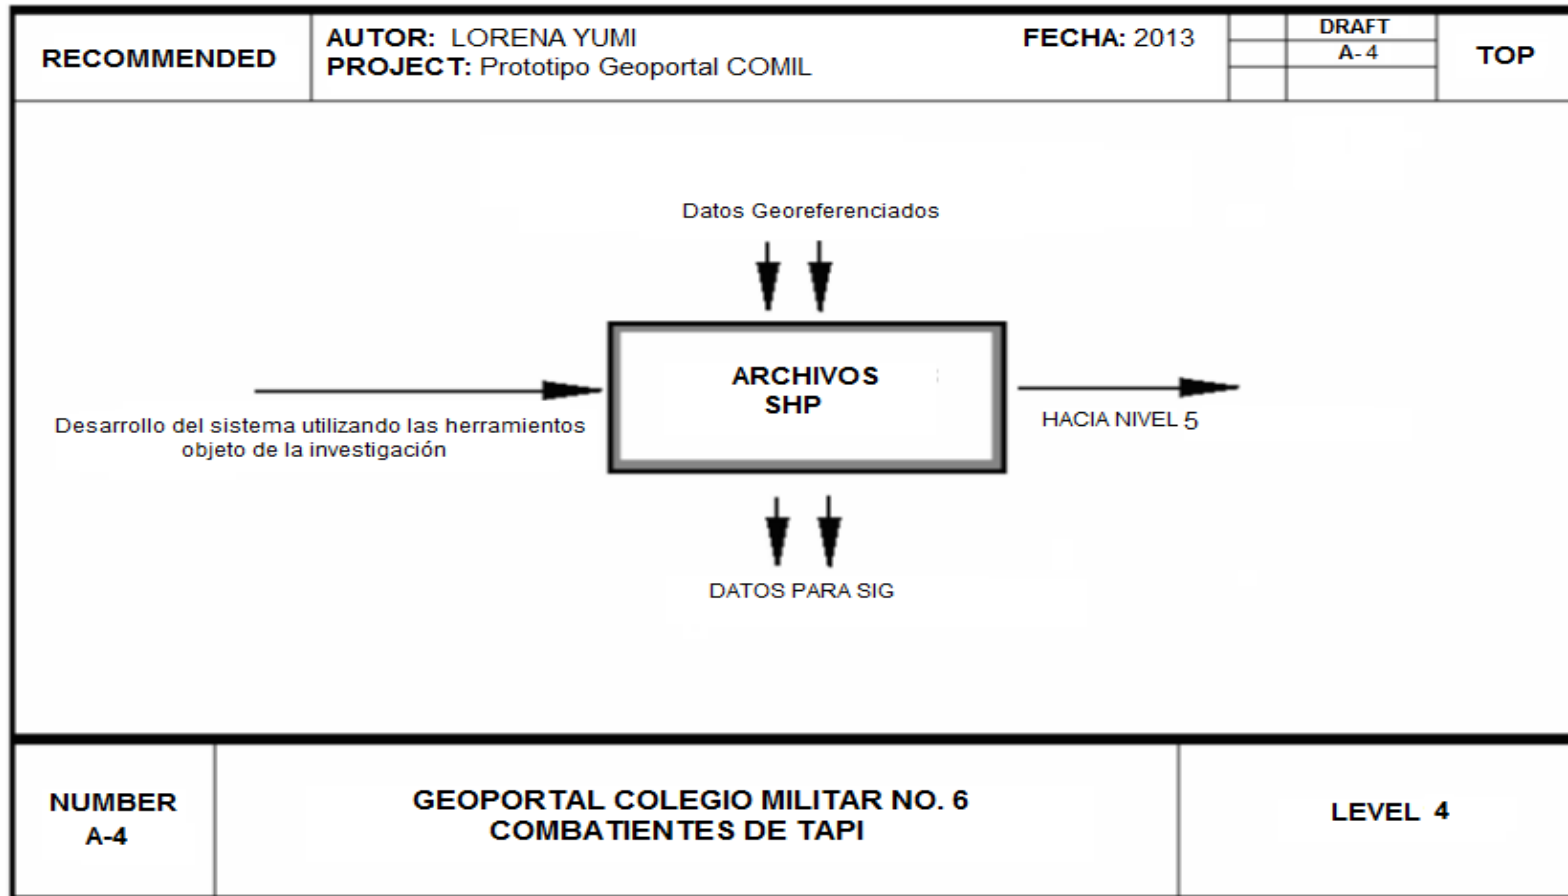 RECOMMENDED
AUTOR: LORENA YUMI
FECHA: 2013
PROJECT: Prototipo Geoportal COMIL
DRAFT
A-4
TOP
Datos Georeferenciados
ARCHIVOS
SHP
Desarrollo del sistema utilizando las herramientos
objeto de la investigación
HACIA NIVEL 5
DATOS PARA SIG
NUMBER
A-4
GEOPORTAL COLEGIO MILITAR NO. 6
COMBATIENTES DE TAPI
LEVEL 4